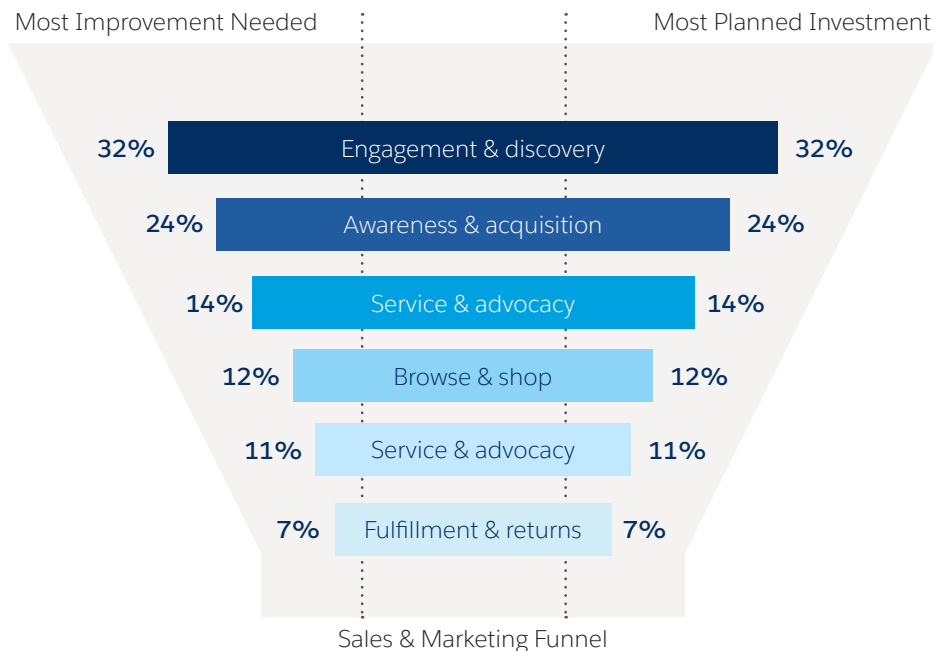 Most Improvement Needed Most Planned Investment
32% Engagement & discovery 32%
24% Awareness & acquisition 24%
14% Service & advocacy 14%
12% Browse & shop 12%
11% Service & advocacy 11%
7% Fulfillment & returns 7%
Sales & Marketing Funnel